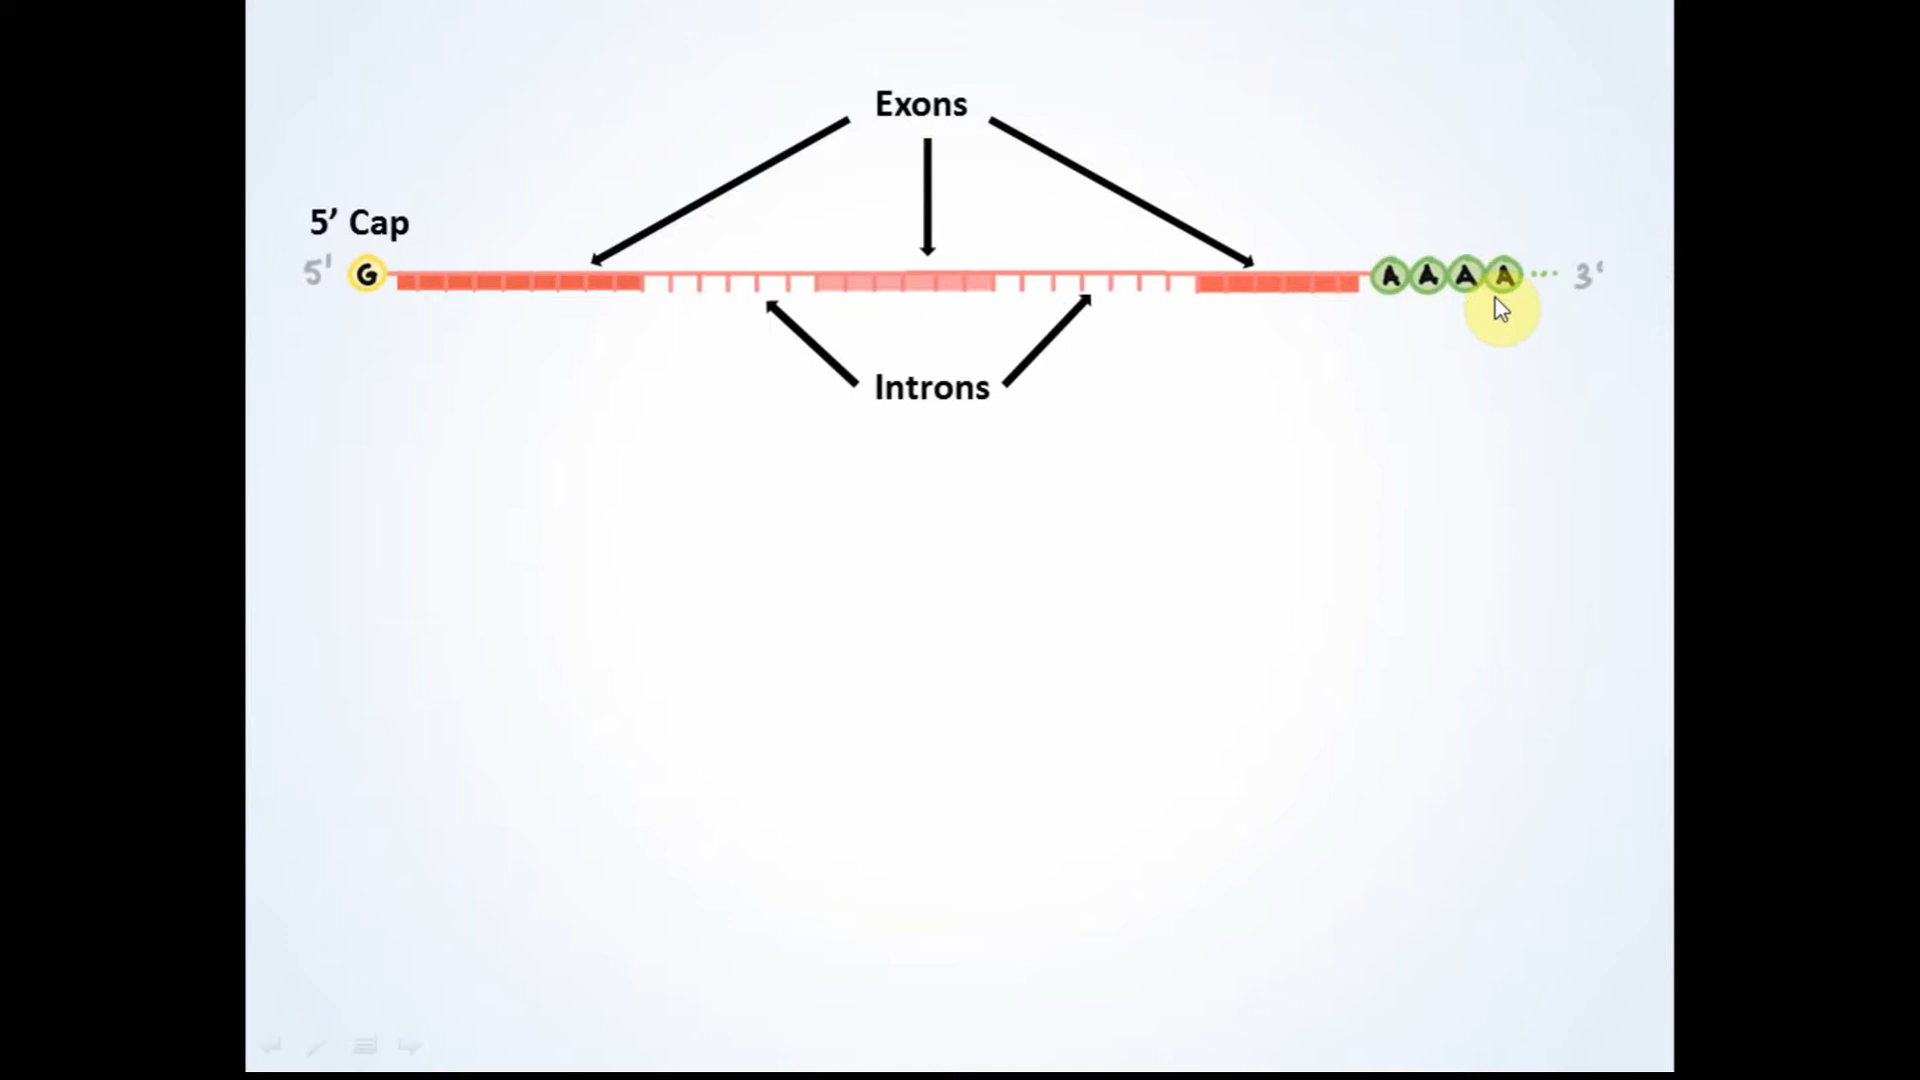 Exons
5’ Cap
5' G A A A A ... 3'
Introns